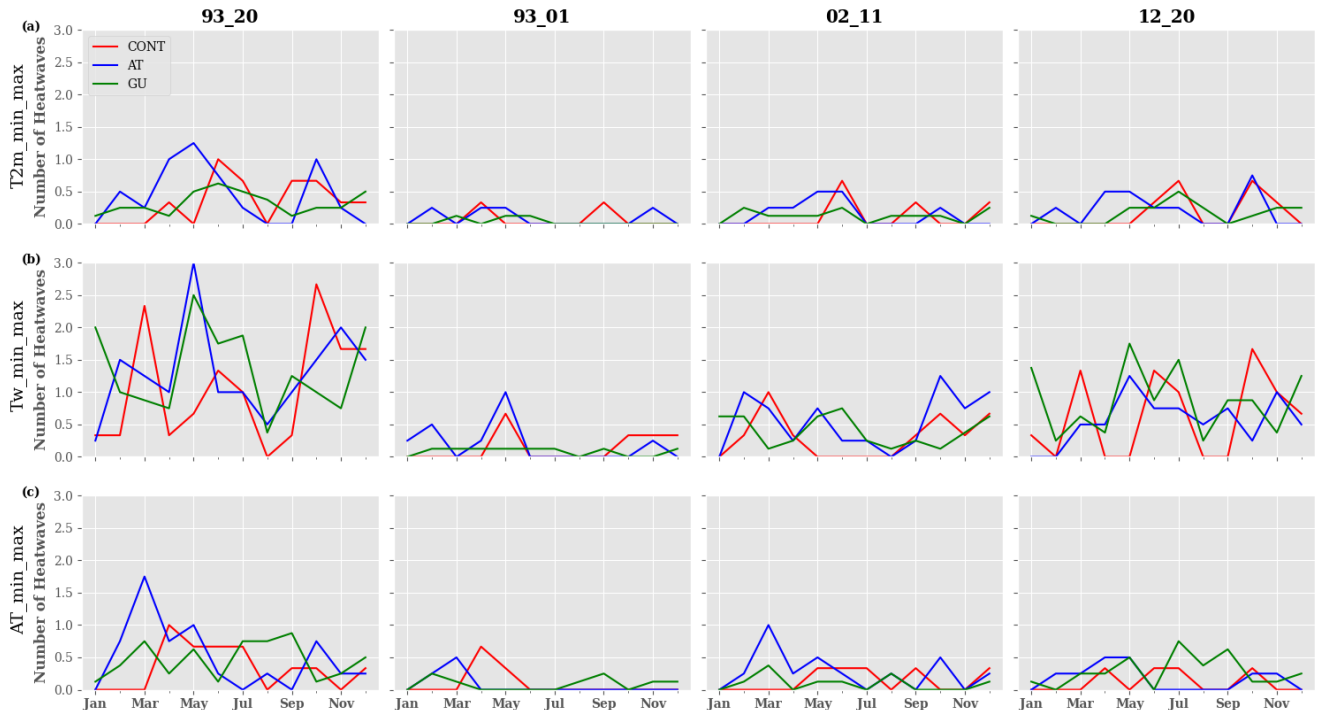 93_20 93_01 02_11 12_20
(a)
T2m_min_max
Number of Heatwaves
3.0
2.5
2.0
1.5
1.0
0.5
0.0
CONT
AT
GU
(b)
Tw_min_max
Number of Heatwaves
3.0
2.5
2.0
1.5
1.0
0.5
0.0
(c)
AT_min_max
Number of Heatwaves
3.0
2.5
2.0
1.5
1.0
0.5
0.0
Jan Mar May Jul Sep Nov Jan Mar May Jul Sep Nov Jan Mar May Jul Sep Nov Jan Mar May Jul Sep Nov